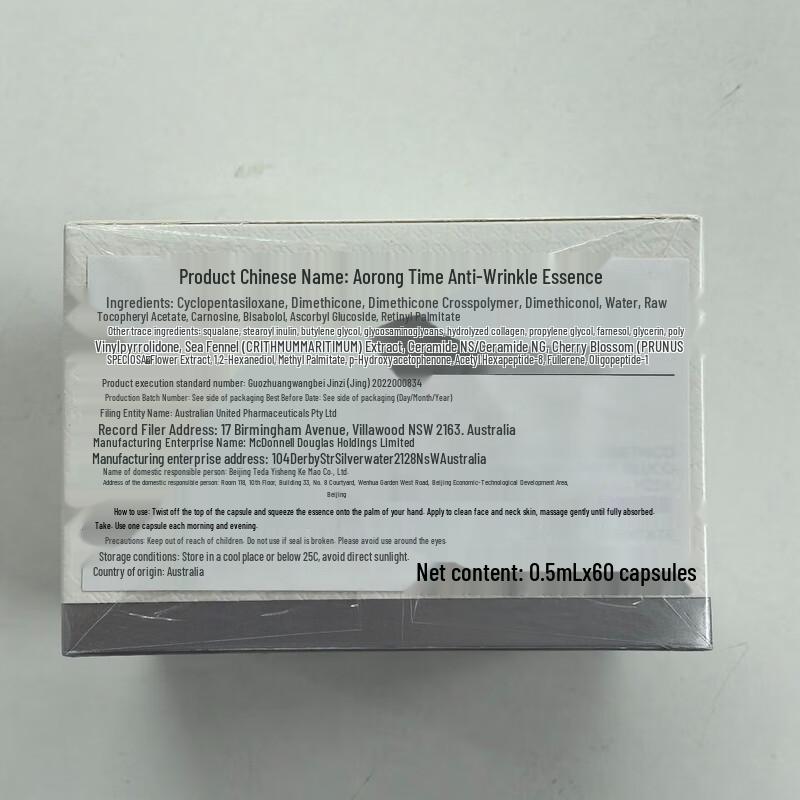 Product Chinese Name: Aorong Time Anti-Wrinkle Essence
Ingredients: Cyclopentasiloxane, Dimethicone, Dimethicone Crosspolymer, Dimethiconol, Water, Raw
Tocopheryl Acetate, Carnosine, Bisabolol, Ascorbyl Glucoside, Retinyl Palmitate
Other trace ingredients: squalane, stearoyl inulin, butylene glycol, glycosaminoglycans, hydrolyzed collagen, propylene glycol, farnesol, glycerin, poly
Vinylpyrrolidone, Sea Fennel (CRITHMUMMARITIMUM) Extract, Ceramide NS/Ceramide NG, Cherry Blossom (PRUNUS
SPECIOSA Flower Extract, 1,2-Hexanediol, Methyl Palmitate, p-Hydroxyacetophenone, Acetyl Hexapeptide-8, Fullerene, Oligopeptide-1
Product execution standard number: Guozhuangwangbei Jinzi (Jing) 2022000834
Production Batch Number: See side of packaging Best Before Date: See side of packaging (Day/Month/Year)
Filing Entity Name: Australian United Pharmaceuticals Pty Ltd
Record Filer Address: 17 Birmingham Avenue, Villawood NSW 2163. Australia
Manufacturing Enterprise Name: McDonnell Douglas Holdings Limited
Manufacturing enterprise address: 104DerbyStrSilverwater2128NsWAustralia
Name of domestic responsible person: Beijing Teda Yisheng Ke Mao Co., Ltd.
Address of the domestic responsible person: Room 118, 10th Floor, Building 33, No. 8 Courtyard, Wenhua Garden West Road, Beijing Economic-Technological Development Area,
Beijing
How to use: Twist off the top of the capsule and squeeze the essence onto the palm of your hand. Apply to clean face and neck skin, massage gently until fully absorbed.
Take: Use one capsule each morning and evening.
Precautions: Keep out of reach of children. Do not use if seal is broken. Please avoid use around the eyes.
Storage conditions: Store in a cool place or below 25C, avoid direct sunlight.
Country of origin: Australia
Net content: 0.5mLx60 capsules